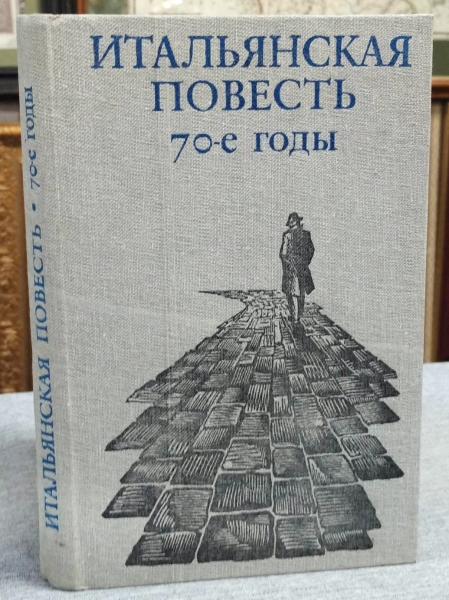 ИТАЛЬЯНСКАЯ
ПОВЕСТЬ
70-е годы
ИТАЛЬЯНСКАЯ ПОВЕСТЬ • 70-е годы